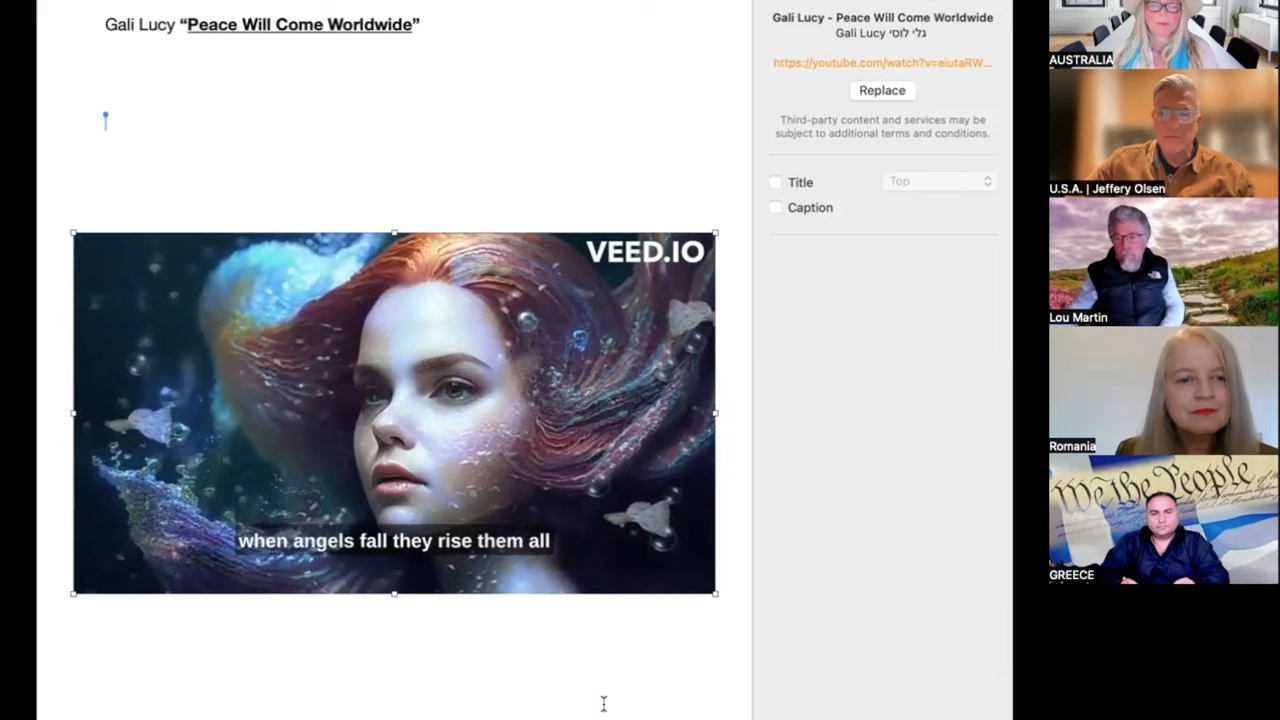 Gali Lucy “Peace Will Come Worldwide”
VEED.IO
when angels fall they rise them all
Gali Lucy - Peace Will Come Worldwide
Gali Lucy גלי לוסי
https://youtube.com/watch?v=eiutaRW...
Replace
Third-party content and services may be
subject to additional terms and conditions.
Title
Top
Caption
AUSTRALIA
U.S.A. | Jeffery Olsen
Lou Martin
Romania
We the People
GREECE